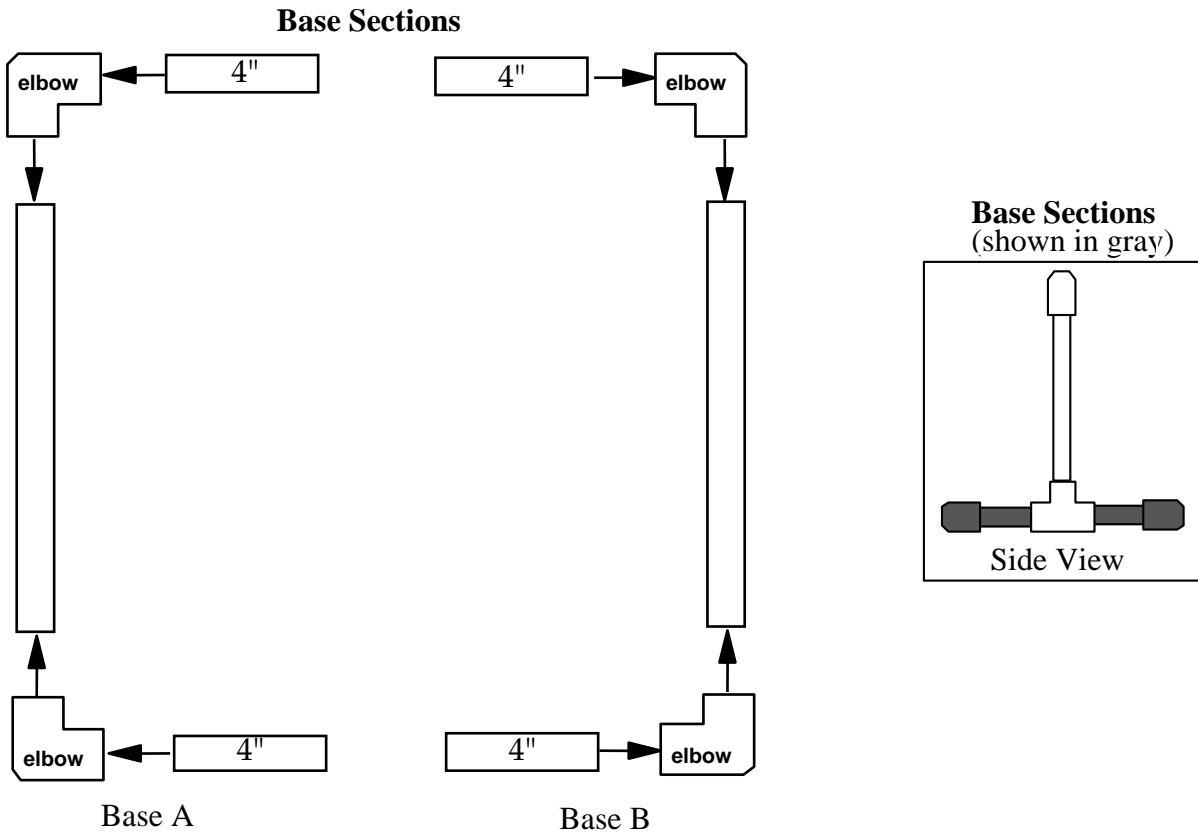 Base Sections
elbow
4"
4"
elbow
Base Sections
(shown in gray)
Side View
elbow
4"
4"
elbow
Base A
Base B